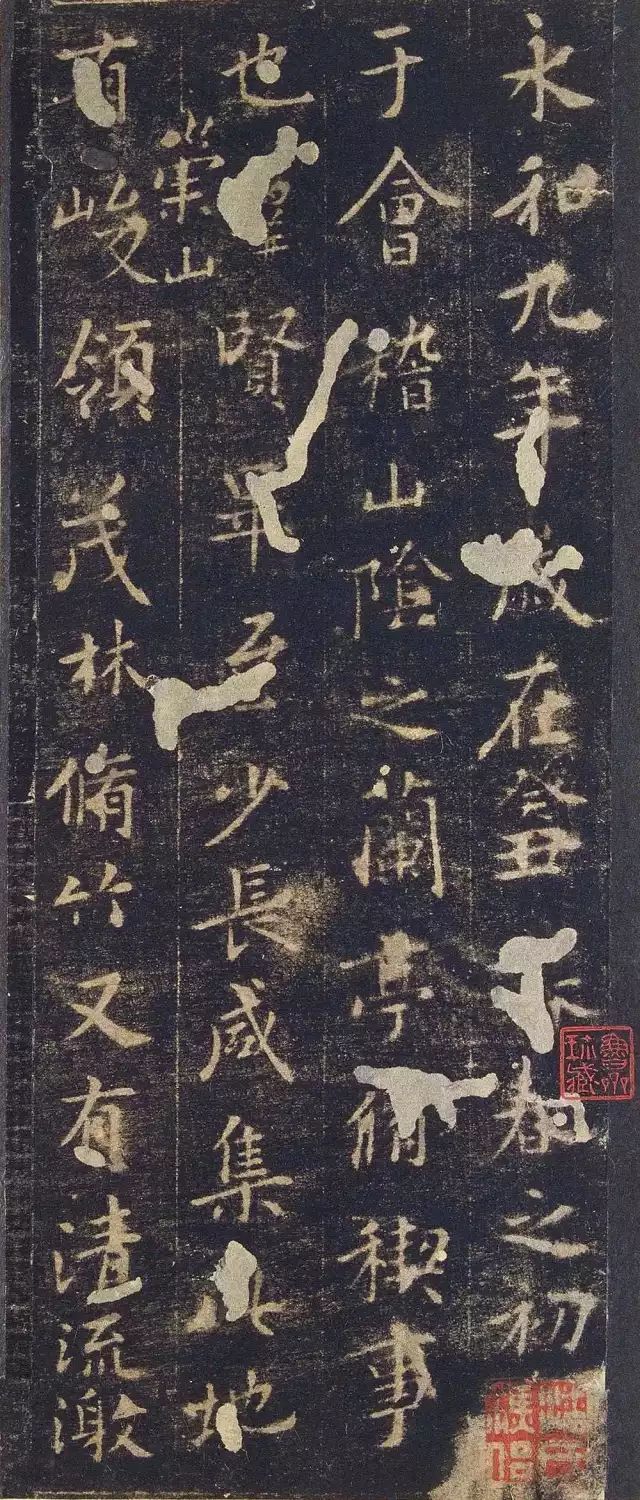 永和九年歲在癸丑暮春之初
于會稽山陰之蘭亭脩稧事
也羣賢畢至少長咸集此地
崇山
有峻領茂林脩竹又有清流激